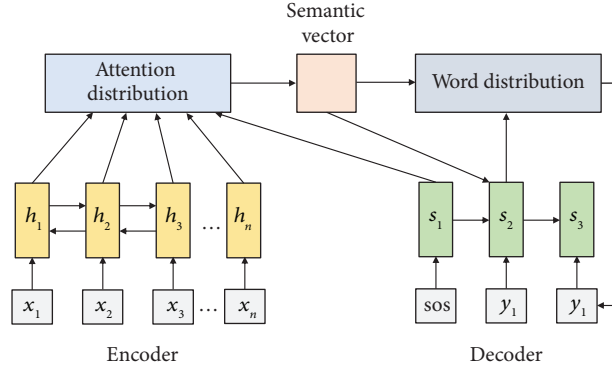 Semantic
vector
Attention
distribution
Word distribution
h₁ h₂ h₃ ... hₙ
s₁ s₂ s₃
x₁ x₂ x₃ ... xₙ
sos y₁ y₁
Encoder Decoder